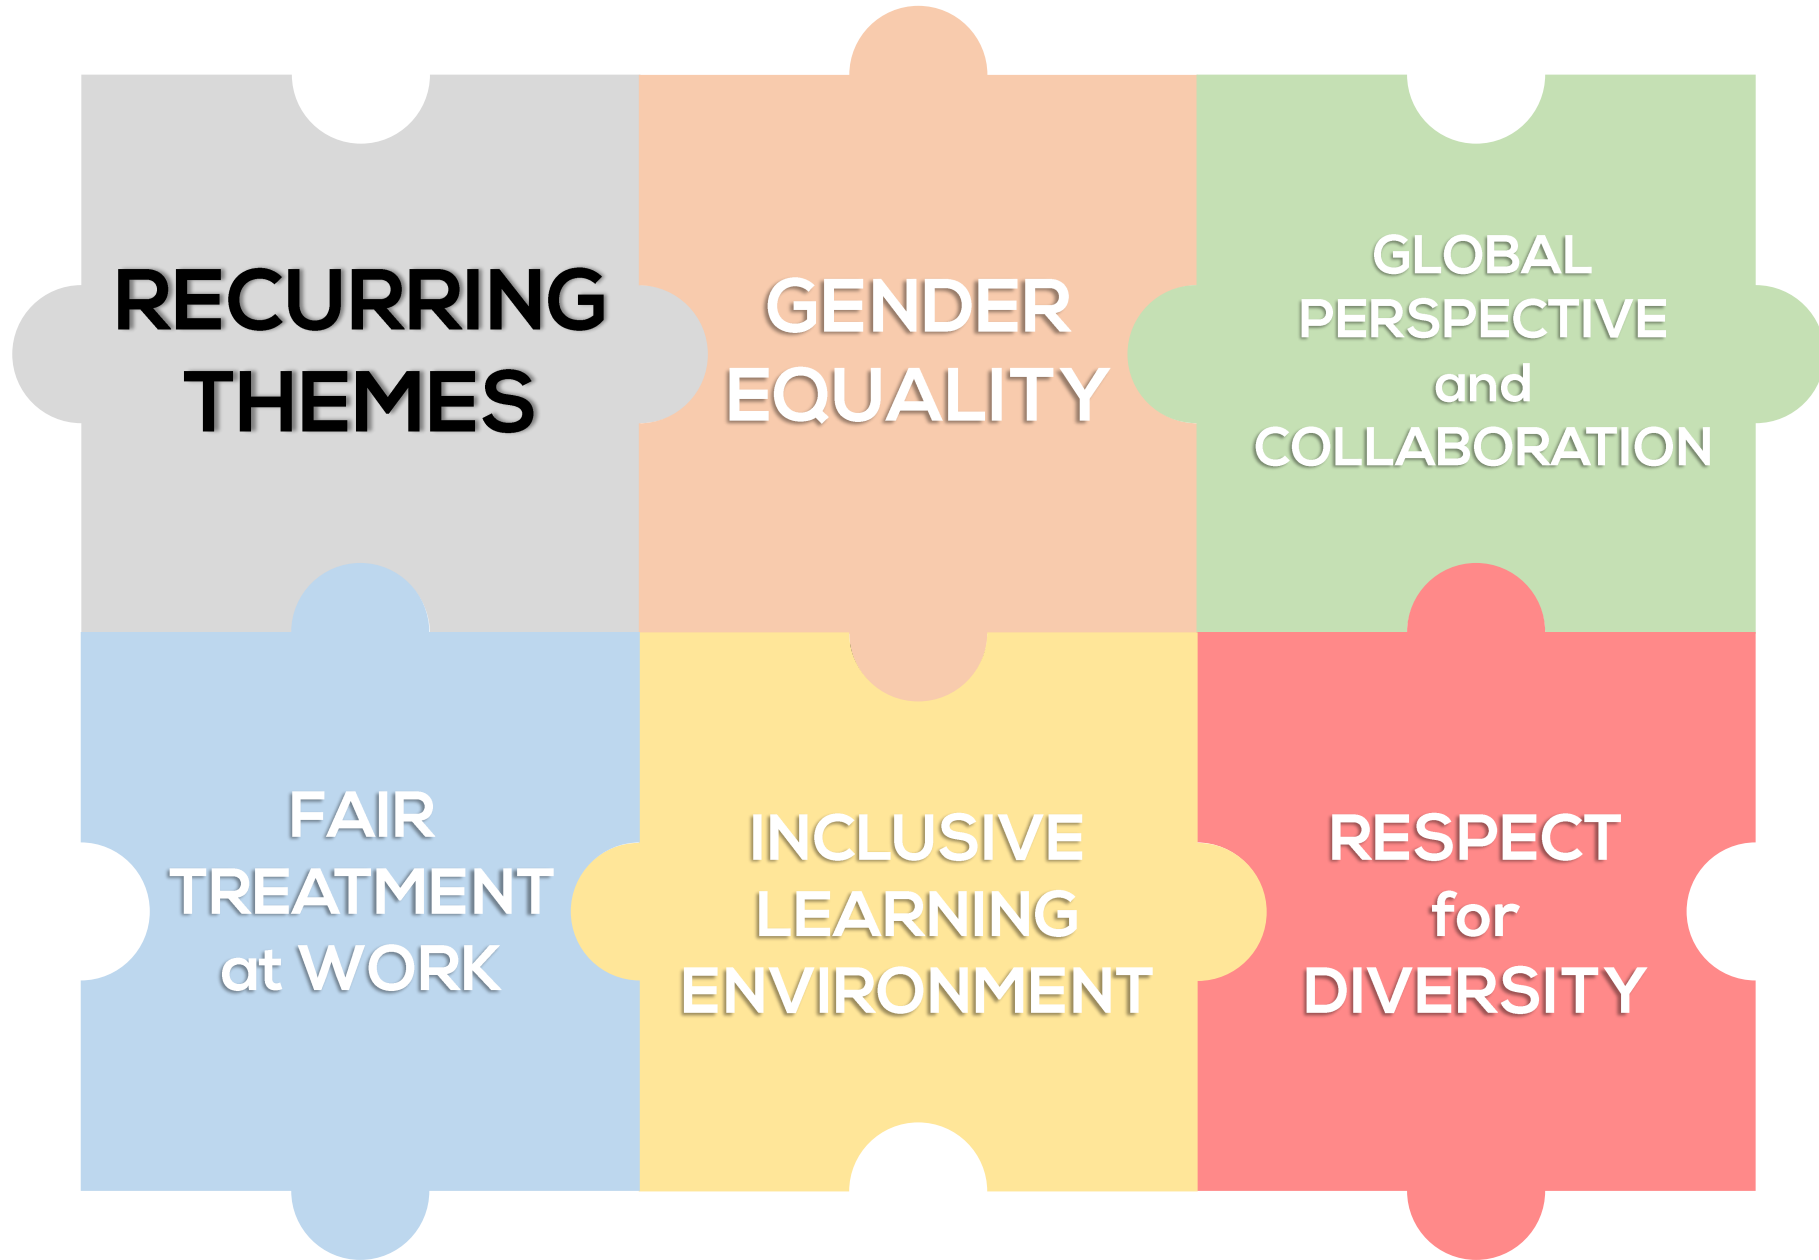 RECURRING
THEMES
GENDER
EQUALITY
GLOBAL
PERSPECTIVE
and
COLLABORATION
FAIR
TREATMENT
at WORK
INCLUSIVE
LEARNING
ENVIRONMENT
RESPECT
for
DIVERSITY